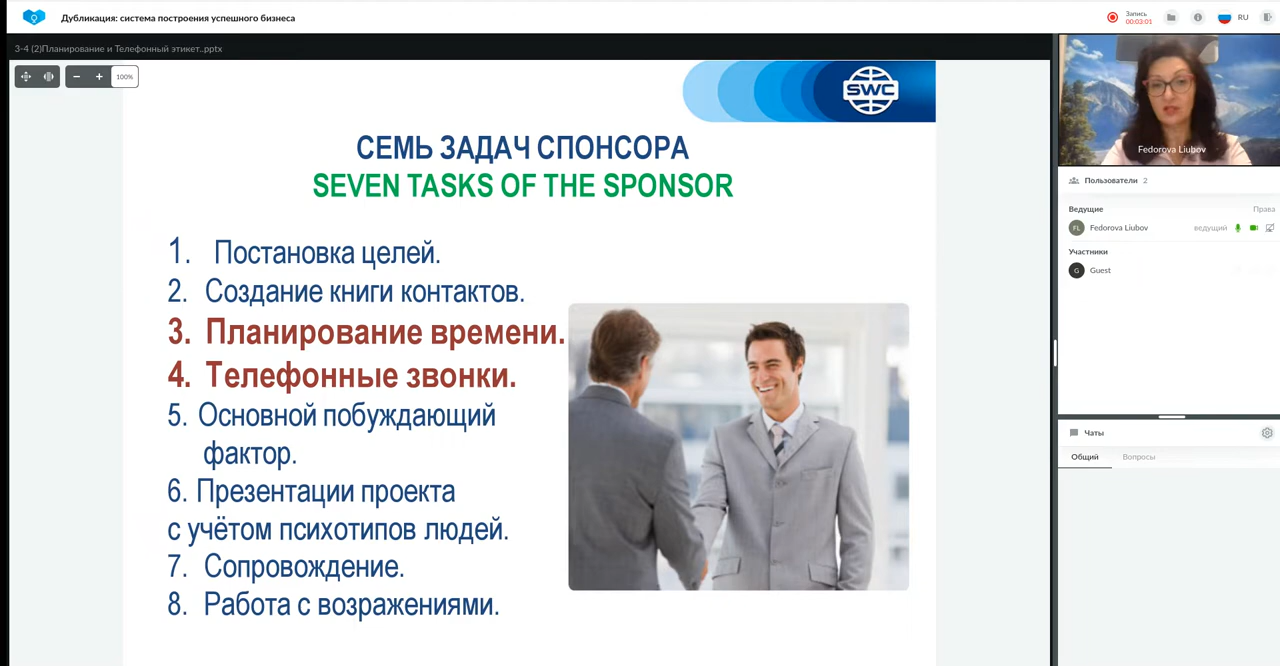 Дубликация: система построения успешного бизнеса
Запись
00:03:01
RU
3-4 (2)Планирование и Телефонный этикет..pptx
100%
SWC
СЕМЬ ЗАДАЧ СПОНСОРА
SEVEN TASKS OF THE SPONSOR
1. Постановка целей.
2. Создание книги контактов.
3. Планирование времени.
4. Телефонные звонки.
5. Основной побуждающий
фактор.
6. Презентации проекта
с учётом психотипов людей.
7. Сопровождение.
8. Работа с возражениями.
Fedorova Liubov
Пользователи 2
Ведущие Права
FL Fedorova Liubov ведущий
Участники
G Guest
Чаты
Общий Вопросы